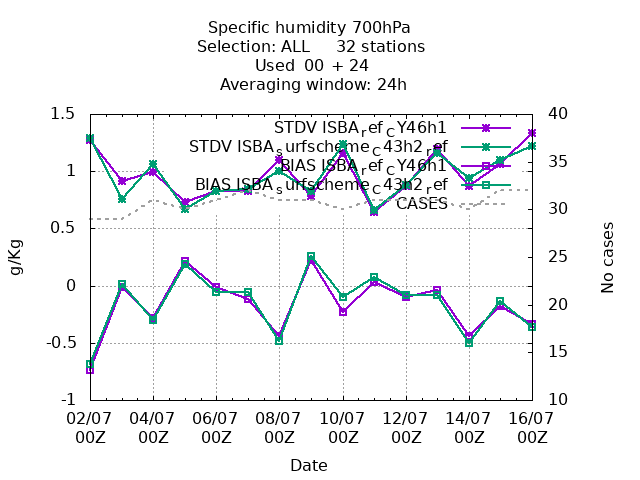 Specific humidity 700hPa
Selection: ALL 32 stations
Used 00 + 24
Averaging window: 24h
1.5
1
0.5
0
-0.5
-1
g/Kg
40
35
30
25
20
15
10
No cases
STDV ISBA_ref_CY46h1
STDV ISBA_surfscheme_C43h2_ref
BIAS ISBA_ref_CY46h1
BIAS ISBA_surfscheme_C43h2_ref
CASES
02/07 04/07 06/07 08/07 10/07 12/07 14/07 16/07
00Z 00Z 00Z 00Z 00Z 00Z 00Z 00Z
Date